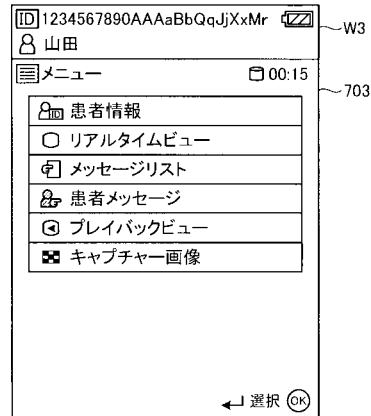 ID 1234567890AAAaBbQqJjXxMr
山田
メニュー 00:15
患者情報
リアルタイムビュー
メッセージリスト
患者メッセージ
プレイバックビュー
キャプチャー画像
選択 OK
W3
703